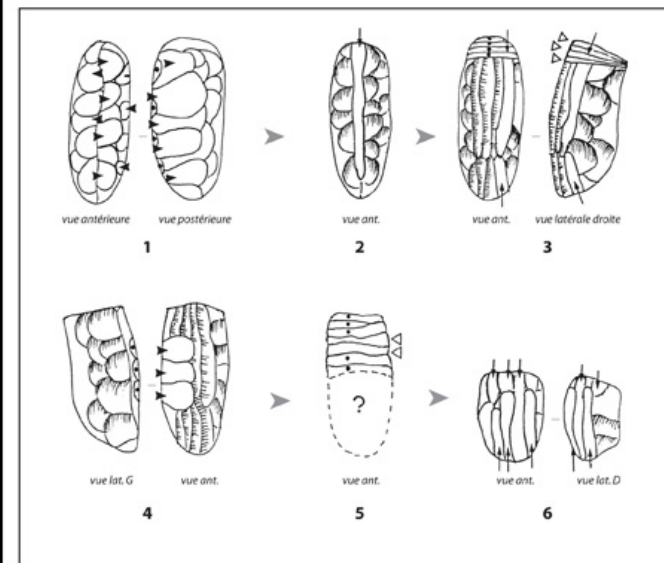 vue antérieure vue postérieure
1
vue ant.
2
vue ant. vue latérale droite
3
vue lat. G vue ant.
4
?
vue ant.
5
vue ant. vue lat. D
6